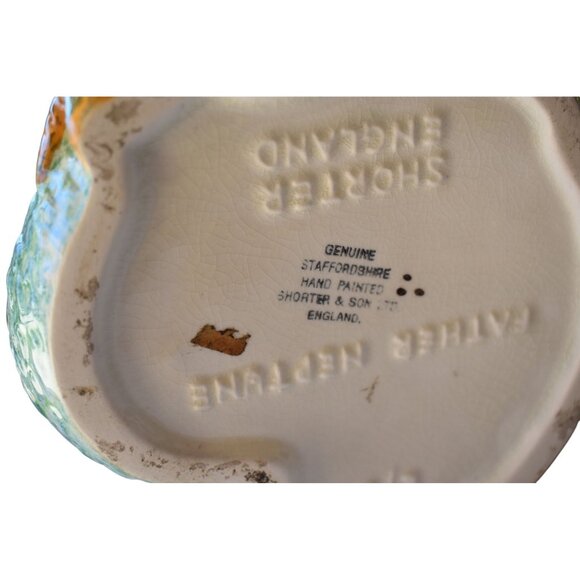 SHORTER
ENGLAND
GENUINE
STAFFORDSHIRE
HAND PAINTED
SHORTER & SON LTD
ENGLAND.
FATHER NEPTUNE